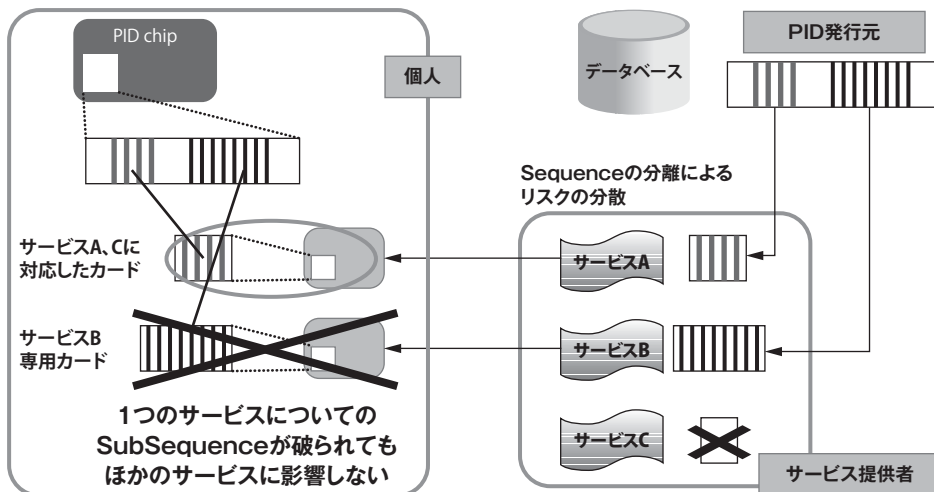 PID chip
個人
データベース
PID発行元
Sequenceの分離による
リスクの分散
サービスA、Cに
対応したカード
サービスA
サービスB
専用カード
サービスB
1つのサービスについての
SubSequenceが破られても
ほかのサービスに影響しない
サービスC
サービス提供者